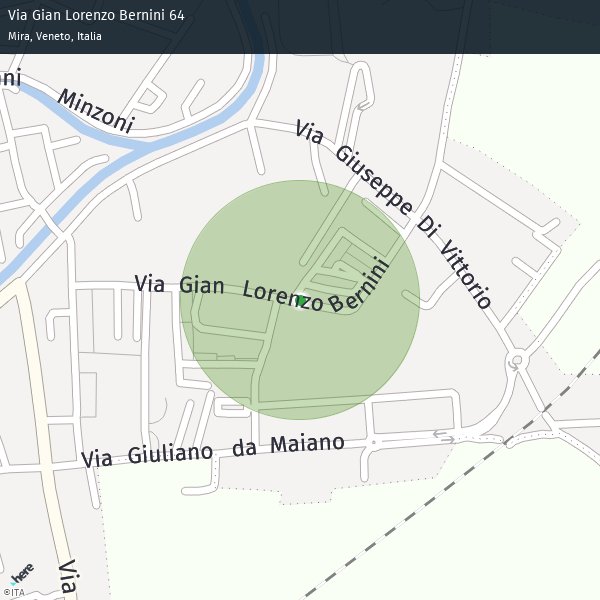 Via Gian Lorenzo Bernini 64
Mira, Veneto, Italia
Minzoni
Via Giuseppe Di Vittorio
Via Gian Lorenzo Bernini
Via Giuliano da Maiano
Via
here
©ITA